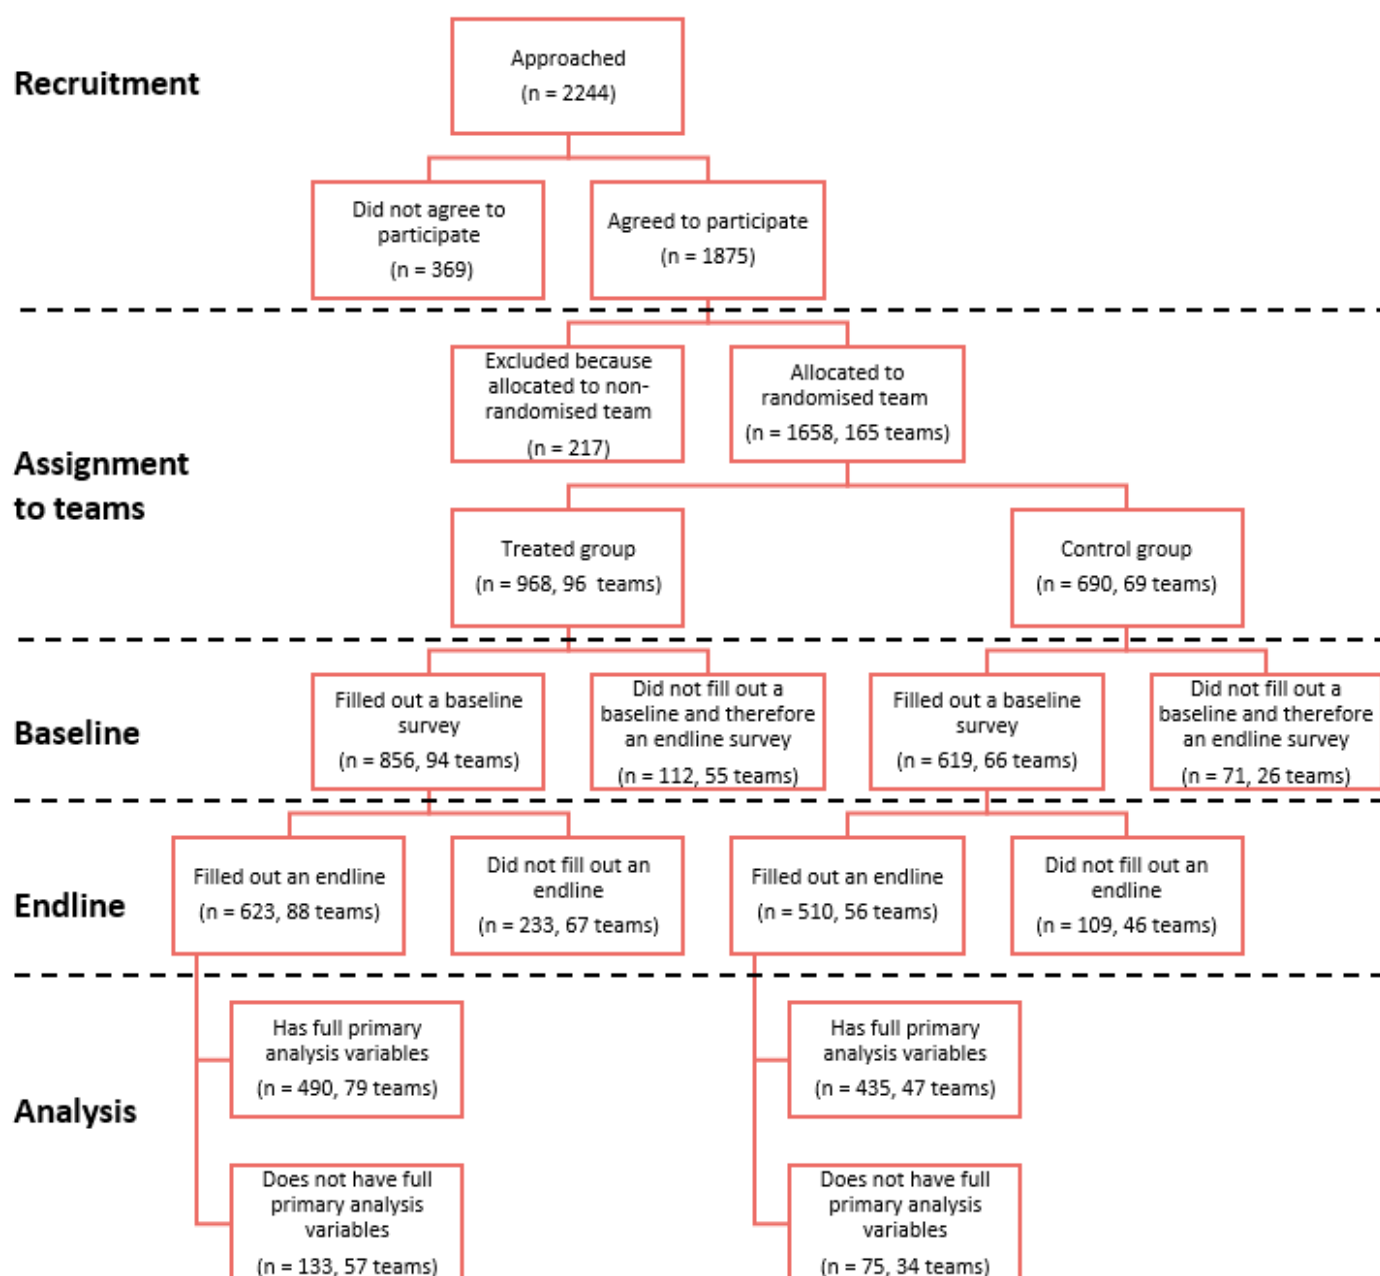 Recruitment
Approached
(n = 2244)
Did not agree to
participate
(n = 369)
Agreed to participate
(n = 1875)
Assignment
to teams
Excluded because
allocated to non-
randomised team
(n = 217)
Allocated to
randomised team
(n = 1658, 165 teams)
Treated group
(n = 968, 96 teams)
Control group
(n = 690, 69 teams)
Baseline
Filled out a baseline
survey
(n = 856, 94 teams)
Did not fill out a
baseline and therefore
an endline survey
(n = 112, 55 teams)
Filled out a baseline
survey
(n = 619, 66 teams)
Did not fill out a
baseline and therefore
an endline survey
(n = 71, 26 teams)
Endline
Filled out an endline
(n = 623, 88 teams)
Did not fill out an
endline
(n = 233, 67 teams)
Filled out an endline
(n = 510, 56 teams)
Did not fill out an
endline
(n = 109, 46 teams)
Analysis
Has full primary
analysis variables
(n = 490, 79 teams)
Has full primary
analysis variables
(n = 435, 47 teams)
Does not have full
primary analysis
variables
(n = 133, 57 teams)
Does not have full
primary analysis
variables
(n = 75, 34 teams)